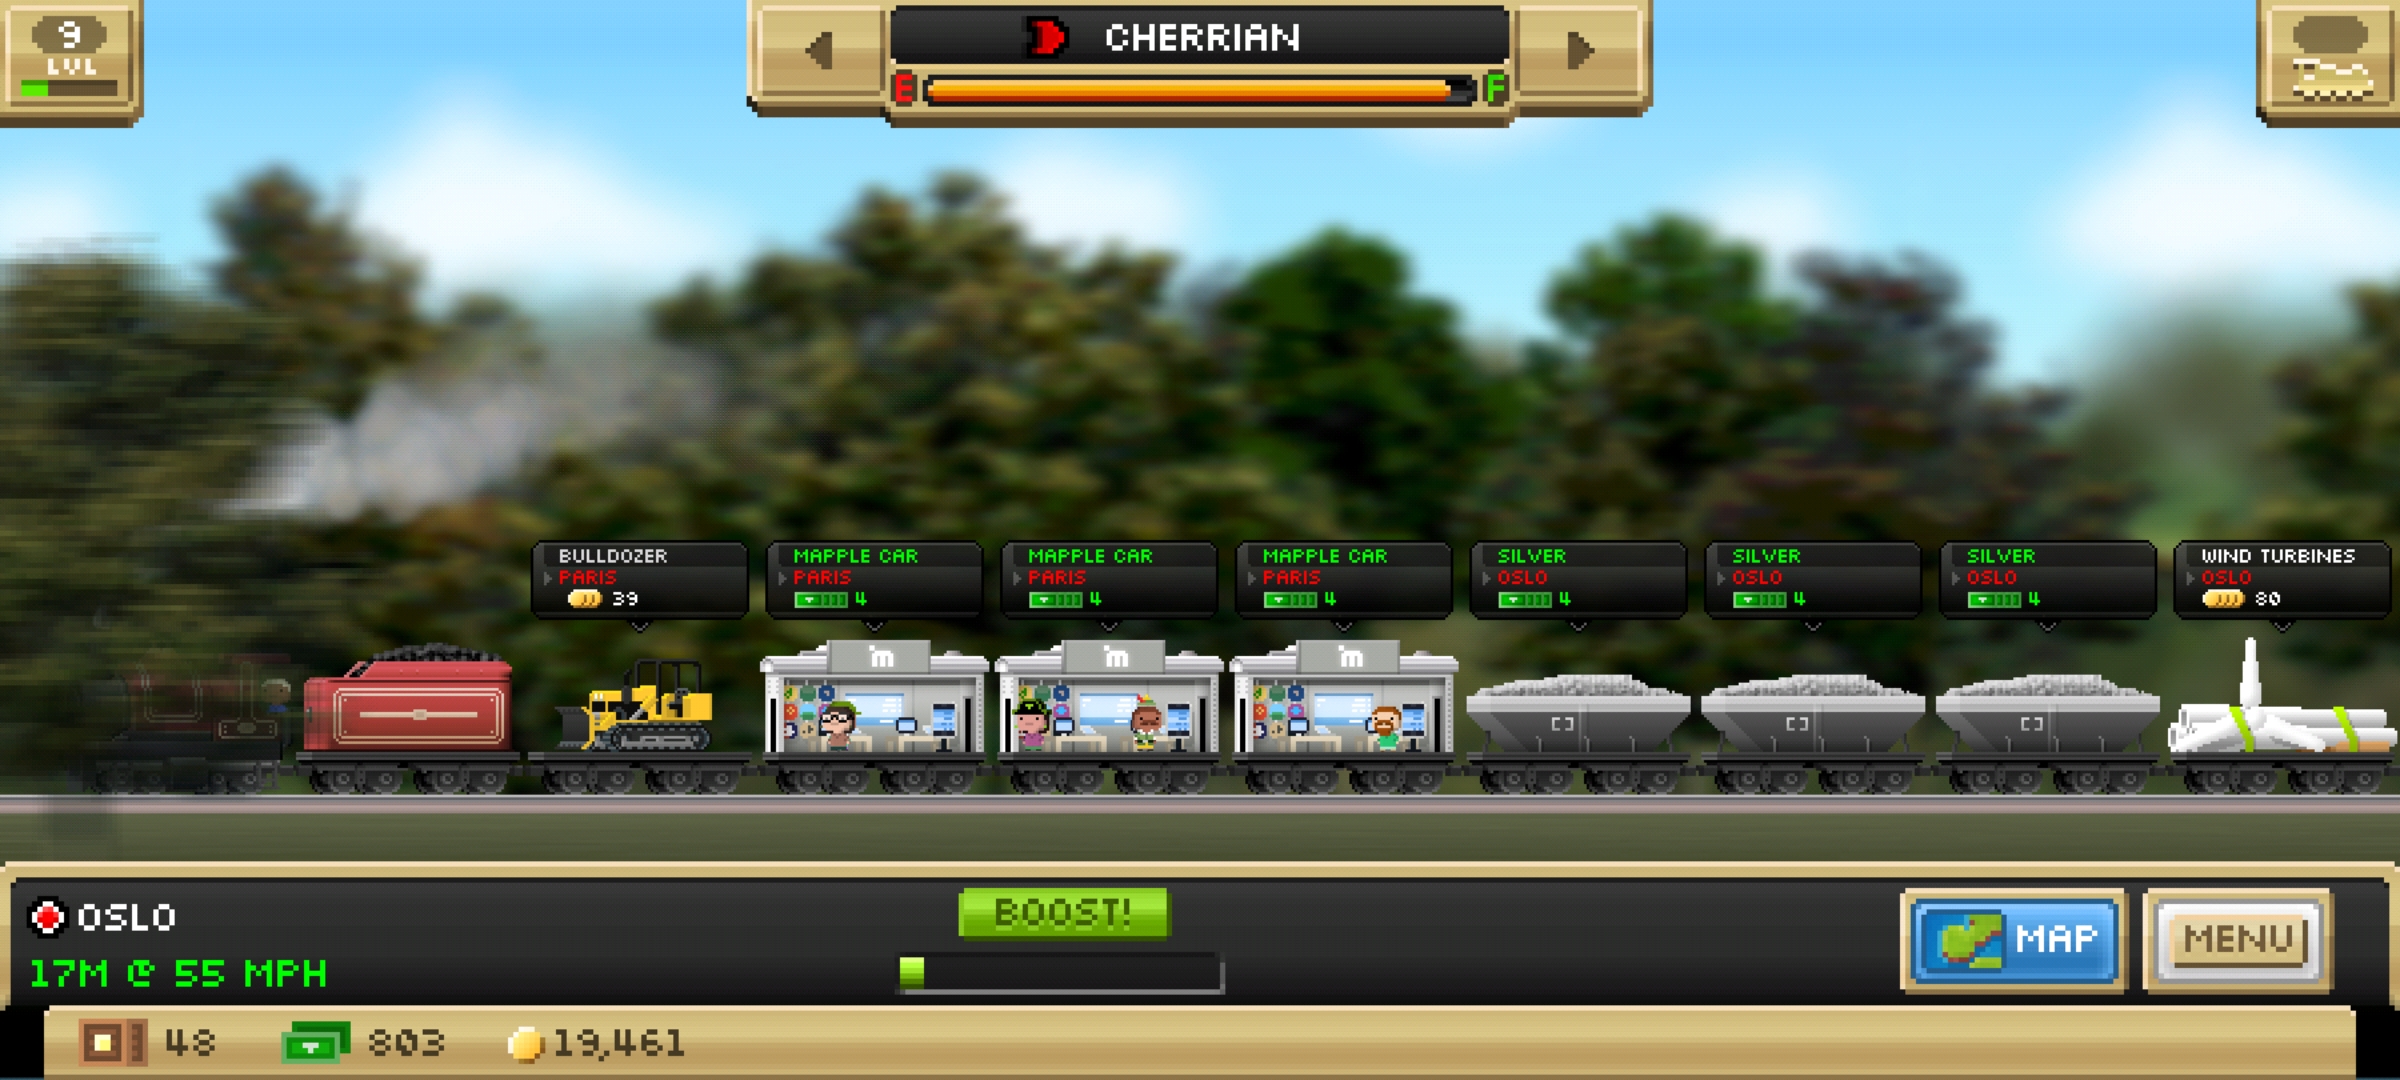 9
LVL
CHERRIAN
E F
BULLDOZER
PARIS
39
MAPPLE CAR
PARIS
4
MAPPLE CAR
PARIS
4
MAPPLE CAR
PARIS
4
SILVER
OSLO
4
SILVER
OSLO
4
SILVER
OSLO
4
WIND TURBINES
OSLO
80
m
m
m
OSLO
17M @ 55 MPH
BOOST!
MAP
MENU
48 803 19,461